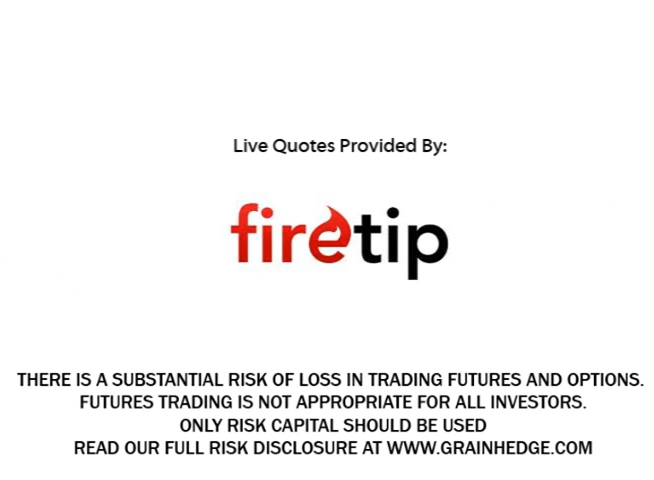 Live Quotes Provided By:
firetip
THERE IS A SUBSTANTIAL RISK OF LOSS IN TRADING FUTURES AND OPTIONS.
FUTURES TRADING IS NOT APPROPRIATE FOR ALL INVESTORS.
ONLY RISK CAPITAL SHOULD BE USED
READ OUR FULL RISK DISCLOSURE AT WWW.GRAINHEDGE.COM